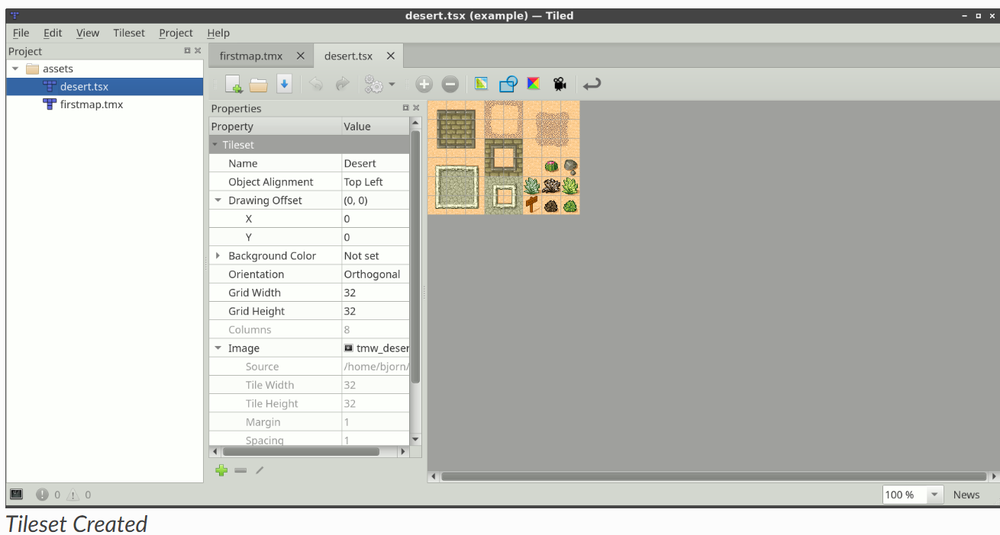 desert.tsx (example) — Tiled
File Edit View Tileset Project Help
Project
firstmap.tmx desert.tsx
assets
desert.tsx
firstmap.tmx
Properties
Property Value
Tileset
Name Desert
Object Alignment Top Left
Drawing Offset (0, 0)
X 0
Y 0
Background Color Not set
Orientation Orthogonal
Grid Width 32
Grid Height 32
Columns 8
Image tmw_deser
Source /home/bjorn/
Tile Width 32
Tile Height 32
Margin 1
Spacing 1
0 0 100 % News
Tileset Created